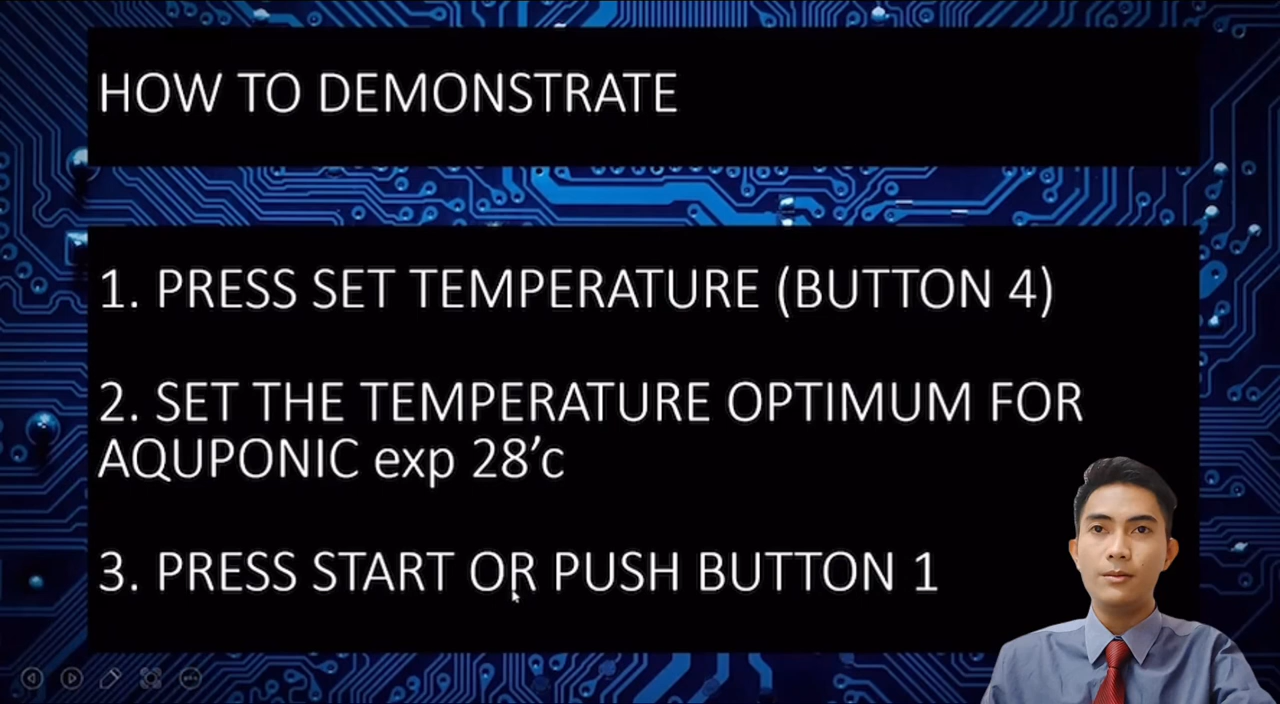 HOW TO DEMONSTRATE
1. PRESS SET TEMPERATURE (BUTTON 4)
2. SET THE TEMPERATURE OPTIMUM FOR
AQUPONIC exp 28’c
3. PRESS START OR PUSH BUTTON 1